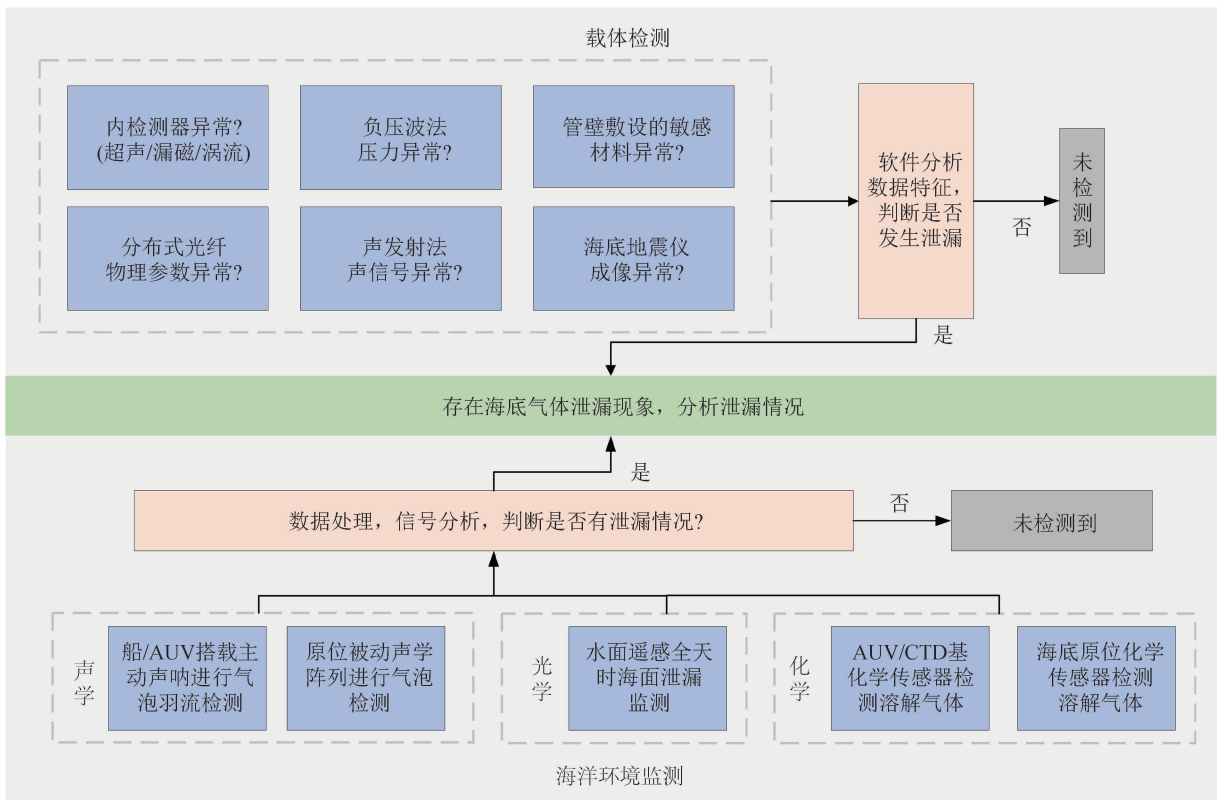 载体检测
内检测器异常?
(超声/漏磁/涡流)
负压波法
压力异常?
管壁敷设的敏感
材料异常?
分布式光纤
物理参数异常?
声发射法
声信号异常?
海底地震仪
成像异常?
软件分析
数据特征，
判断是否
发生泄漏
否
未
检
测
到
是
存在海底气体泄漏现象，分析泄漏情况
是
数据处理，信号分析，判断是否有泄漏情况?
否
未检测到
声
学
船/AUV搭载主
动声呐进行气
泡羽流检测
原位被动声学
阵列进行气泡
检测
光
学
水面遥感全天
时海面泄漏
监测
化
学
AUV/CTD基
化学传感器检
测溶解气体
海底原位化学
传感器检测
溶解气体
海洋环境监测